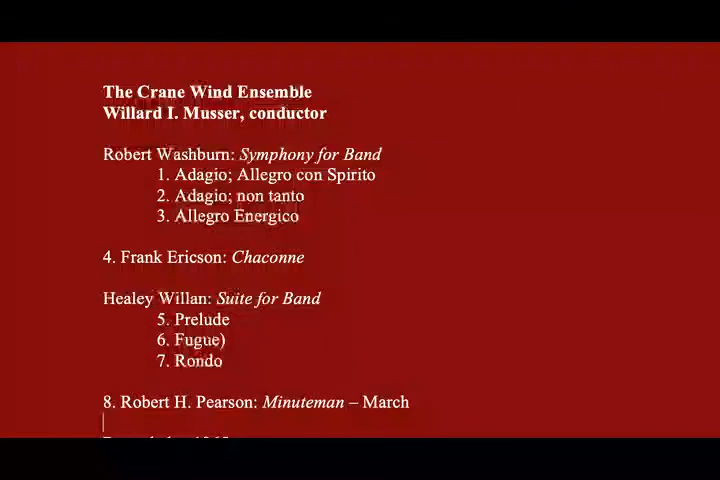 The Crane Wind Ensemble
Willard I. Musser, conductor
Robert Washburn: Symphony for Band
1. Adagio; Allegro con Spirito
2. Adagio; non tanto
3. Allegro Energico
4. Frank Ericson: Chaconne
Healey Willan: Suite for Band
5. Prelude
6. Fugue)
7. Rondo
8. Robert H. Pearson: Minuteman – March